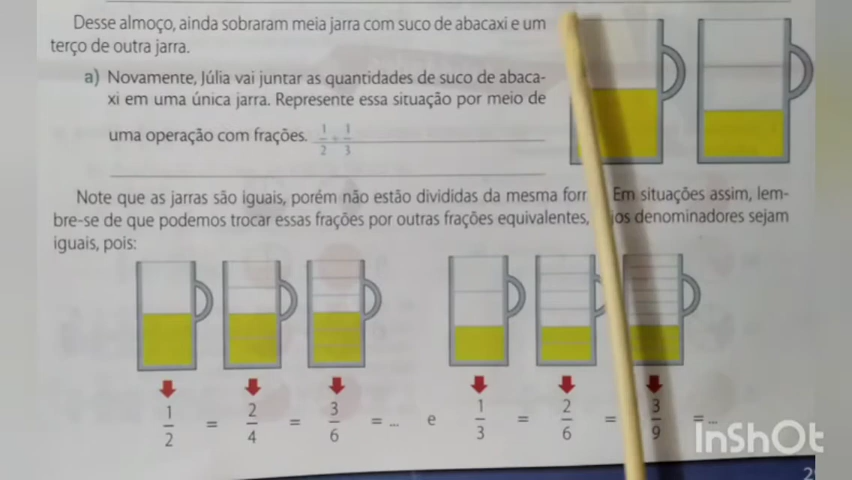 Desse almoço, ainda sobraram meia jarra com suco de abacaxi e um
terço de outra jarra.
a) Novamente, Júlia vai juntar as quantidades de suco de abaca-
xi em uma única jarra. Represente essa situação por meio de
uma operação com frações. 1/2 + 1/3
Note que as jarras são iguais, porém não estão divididas da mesma for Em situações assim, lem-
bre-se de que podemos trocar essas frações por outras frações equivalentes, os denominadores sejam
iguais, pois:
1/2 = 2/4 = 3/6 = ... e 1/3 = 2/6 = 3/9 = ...
InShOt